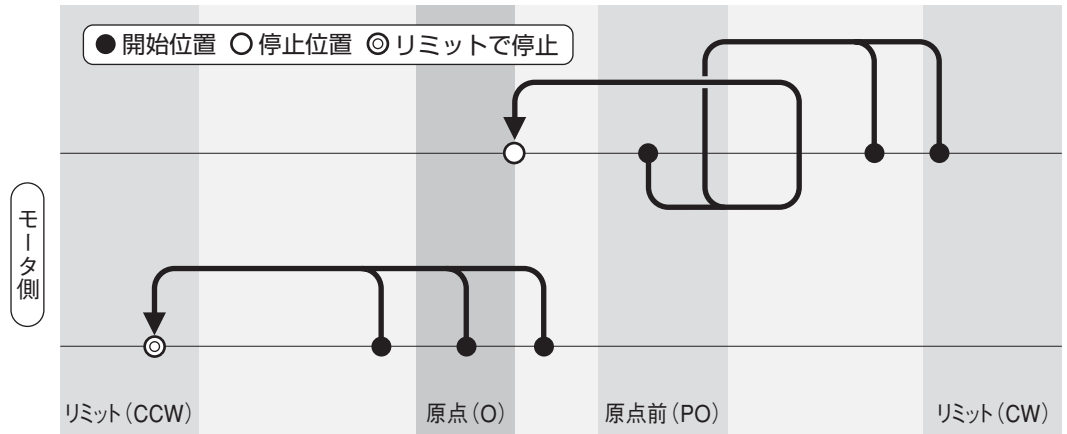 ●開始位置 ○停止位置 ◎リミットで停止
モータ側
リミット(CCW)
原点(O)
原点前(PO)
リミット(CW)